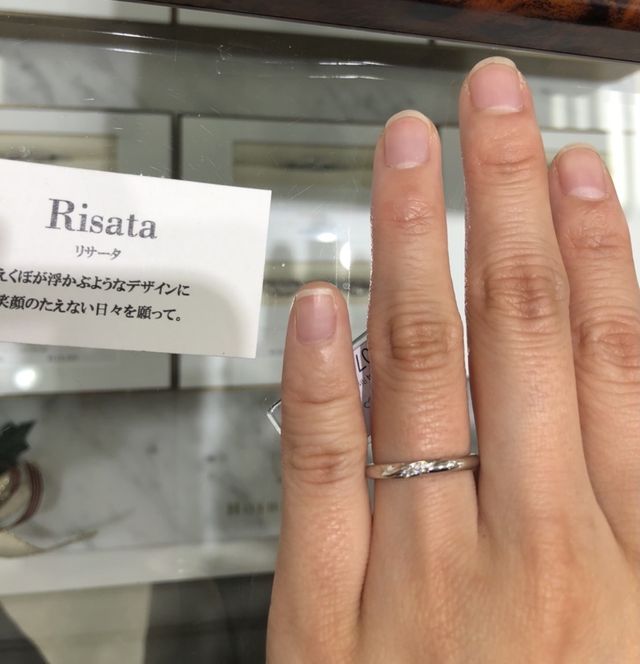 Risata
リサータ
えくぼが浮かぶようなデザインに
笑顔のたえない日々を願って。